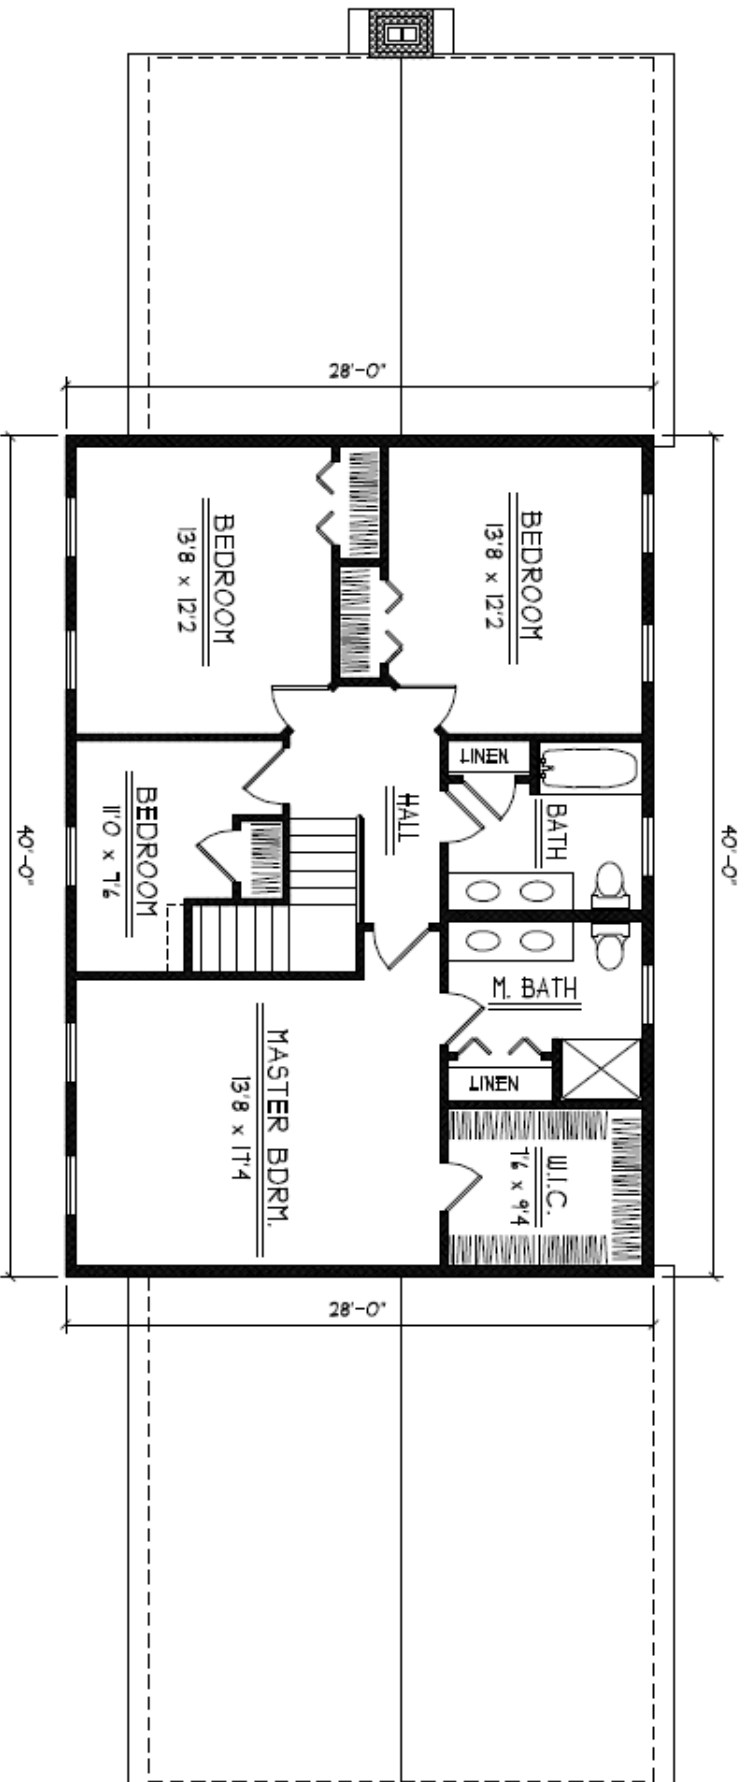 28'-0"
40'-0"
40'-0"
BEDROOM
13'8 x 12'2
BEDROOM
13'8 x 12'2
LINEN
BATH
HALL
BEDROOM
11'0 x 7'6
M. BATH
LINEN
MASTER BDRM.
13'8 x 17'4
W.I.C.
7'6 x 9'4
28'-0"